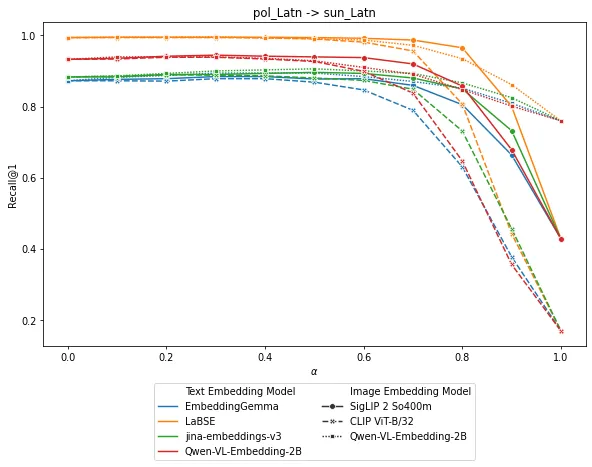 pol_Latn -> sun_Latn
Recall@1
1.0
0.8
0.6
0.4
0.2
0.0
0.2
0.4
0.6
0.8
1.0
α
Text Embedding Model
EmbeddingGemma
LaBSE
jina-embeddings-v3
Qwen-VL-Embedding-2B
Image Embedding Model
SigLIP 2 So400m
CLIP ViT-B/32
Qwen-VL-Embedding-2B